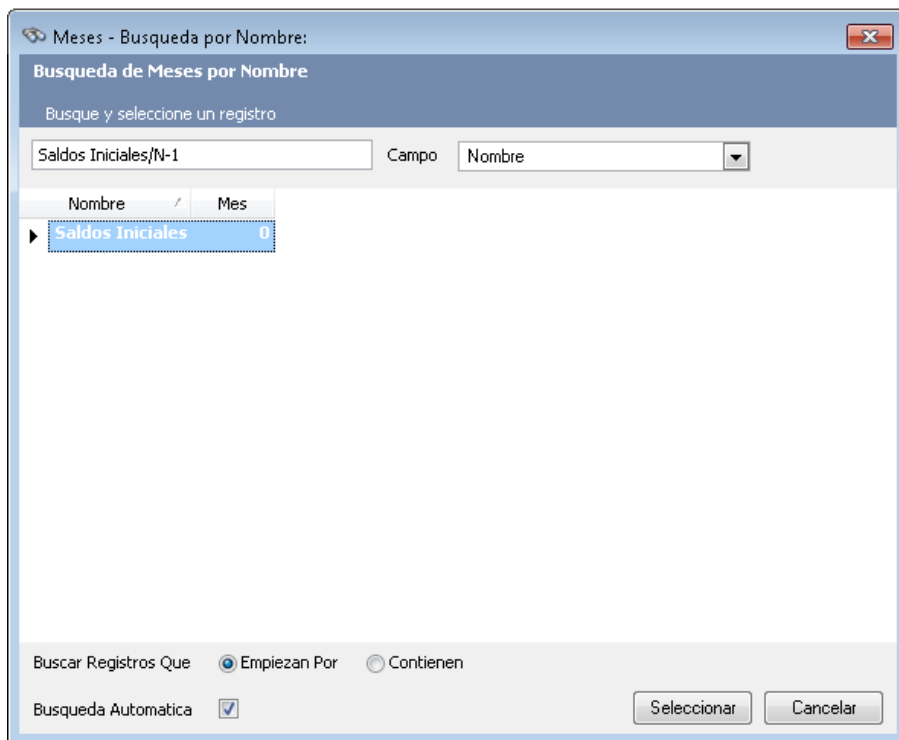 Meses - Busqueda por Nombre:
Busqueda de Meses por Nombre
Busque y seleccione un registro
Saldos Iniciales/N-1 Campo Nombre
Nombre Mes
Saldos Iniciales 0
Buscar Registros Que Empiezan Por Contienen
Busqueda Automatica Seleccionar Cancelar